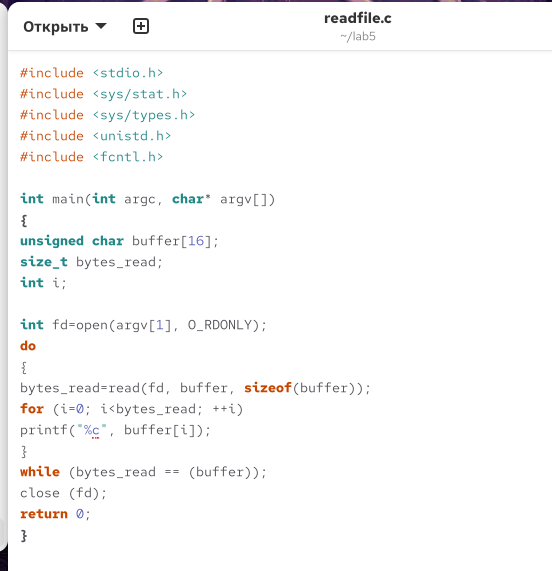 Открыть
readfile.c
~/lab5
#include <stdio.h>
#include <sys/stat.h>
#include <sys/types.h>
#include <unistd.h>
#include <fcntl.h>
int main(int argc, char* argv[])
{
unsigned char buffer[16];
size_t bytes_read;
int i;
int fd=open(argv[1], O_RDONLY);
do
{
bytes_read=read(fd, buffer, sizeof(buffer));
for (i=0; i<bytes_read; ++i)
printf("%c", buffer[i]);
}
while (bytes_read == (buffer));
close (fd);
return 0;
}